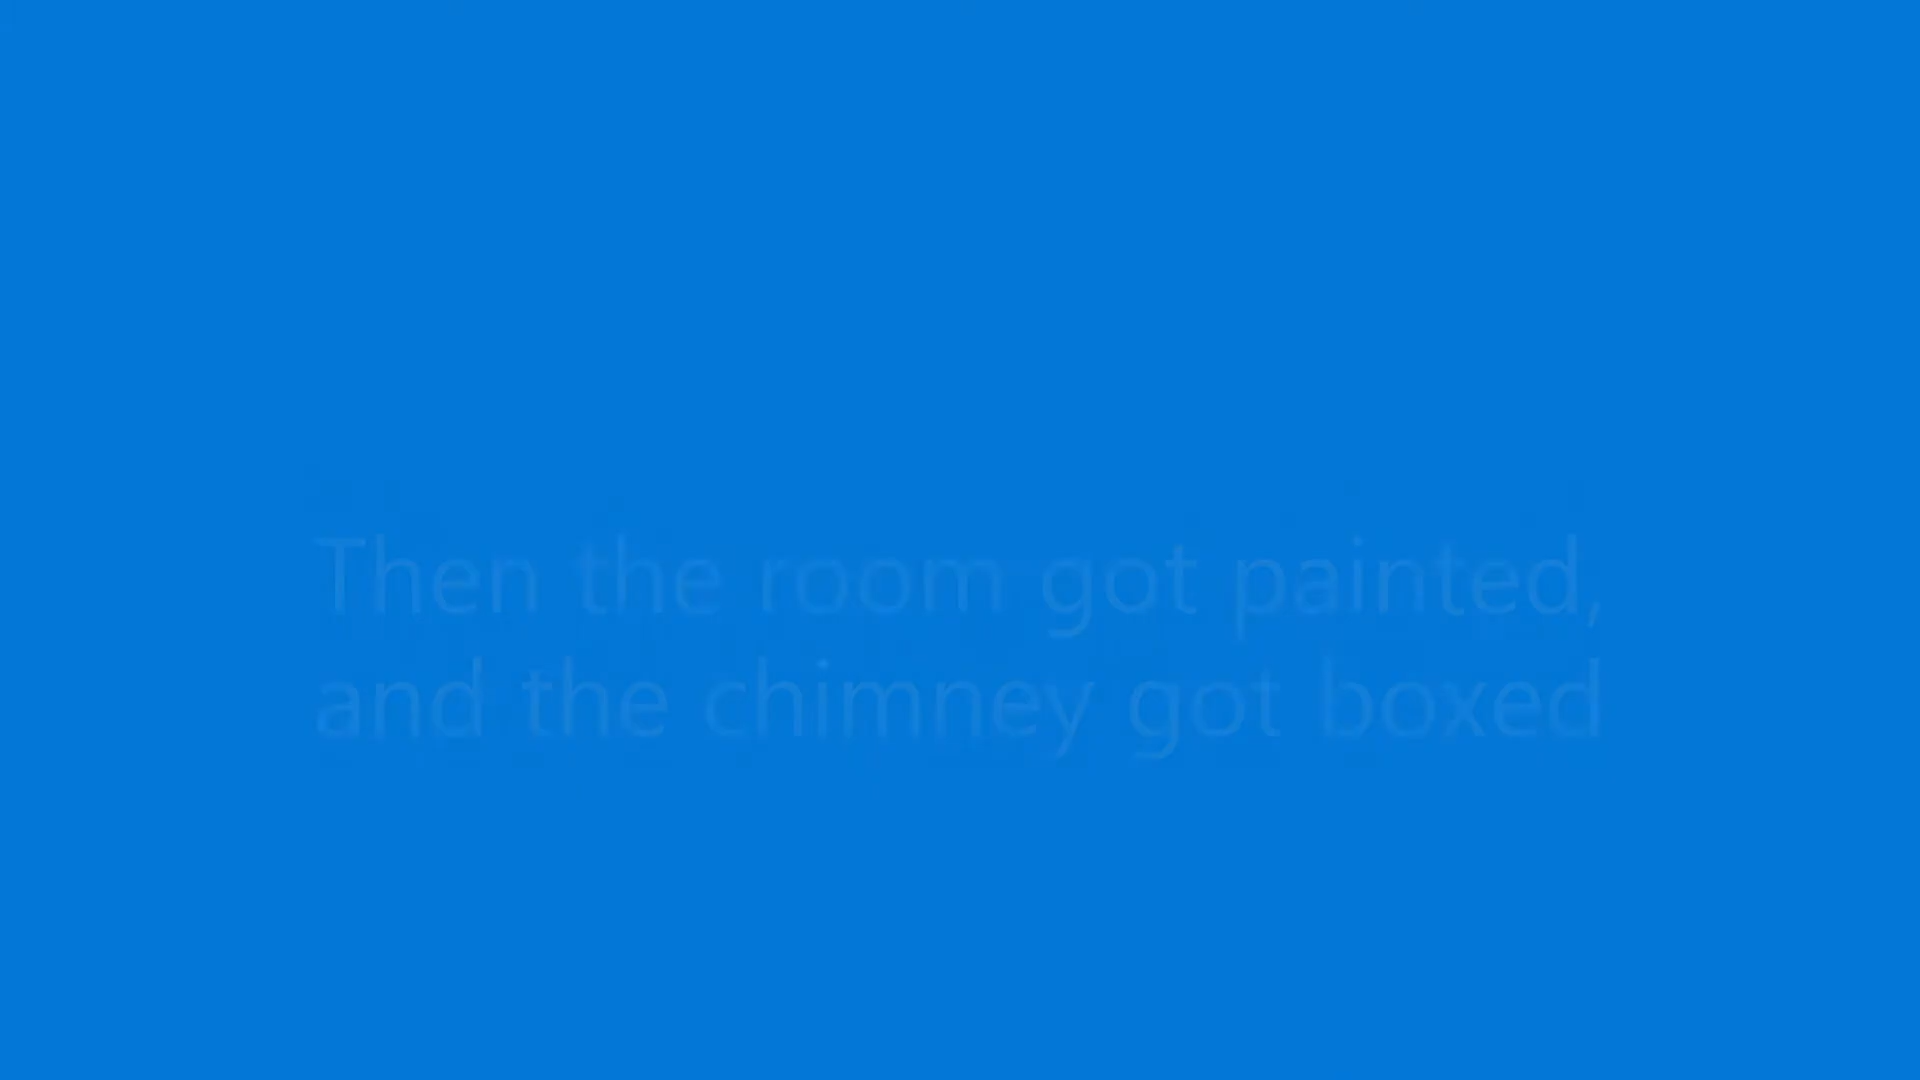 Then the room got painted,
and the chimney got boxed